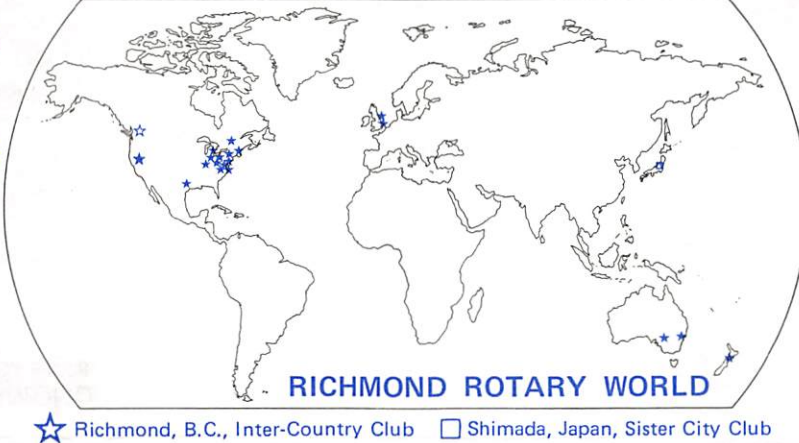 RICHMOND ROTARY WORLD
Richmond, B.C., Inter-Country Club Shimada, Japan, Sister City Club